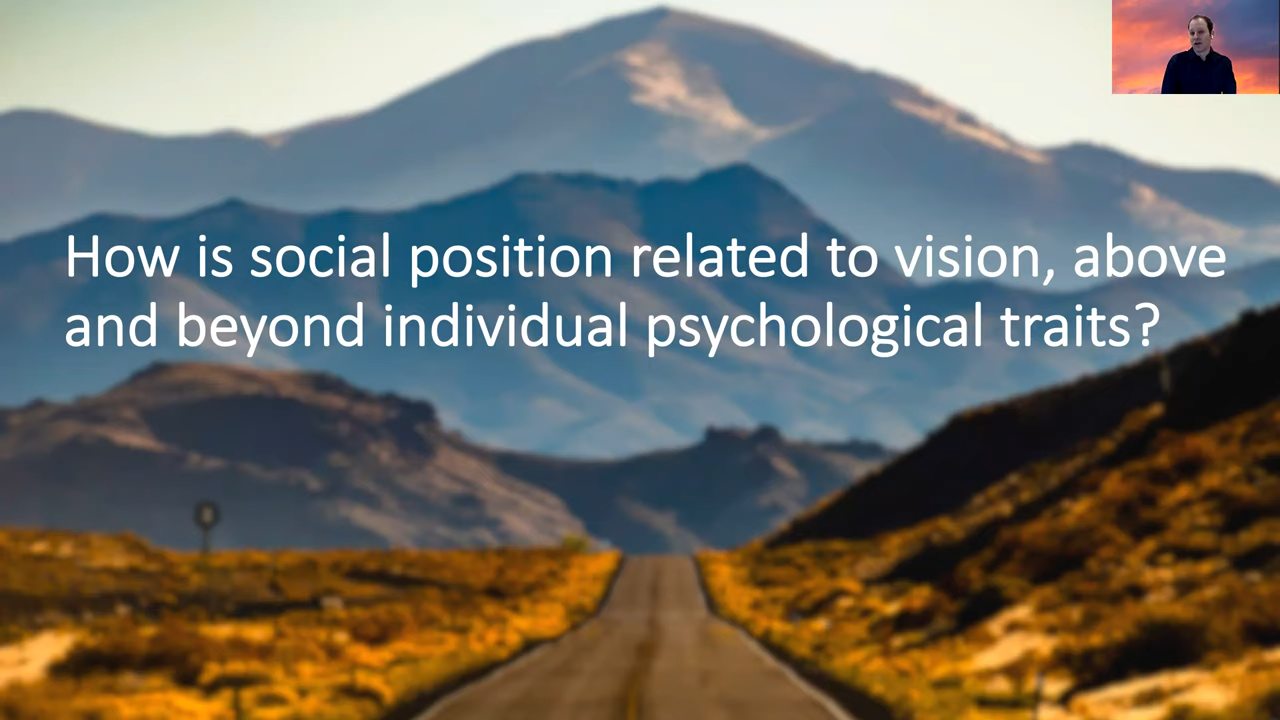 How is social position related to vision, above
and beyond individual psychological traits?